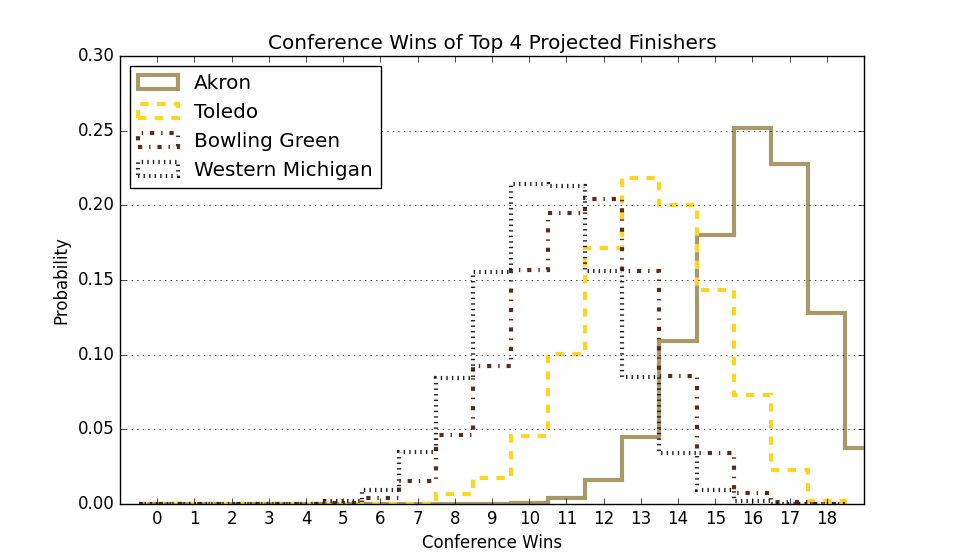 Conference Wins of Top 4 Projected Finishers
0.30
0.25
0.20
0.15
0.10
0.05
0.00
Probability
Akron
Toledo
Bowling Green
Western Michigan
0 1 2 3 4 5 6 7 8 9 10 11 12 13 14 15 16 17 18
Conference Wins